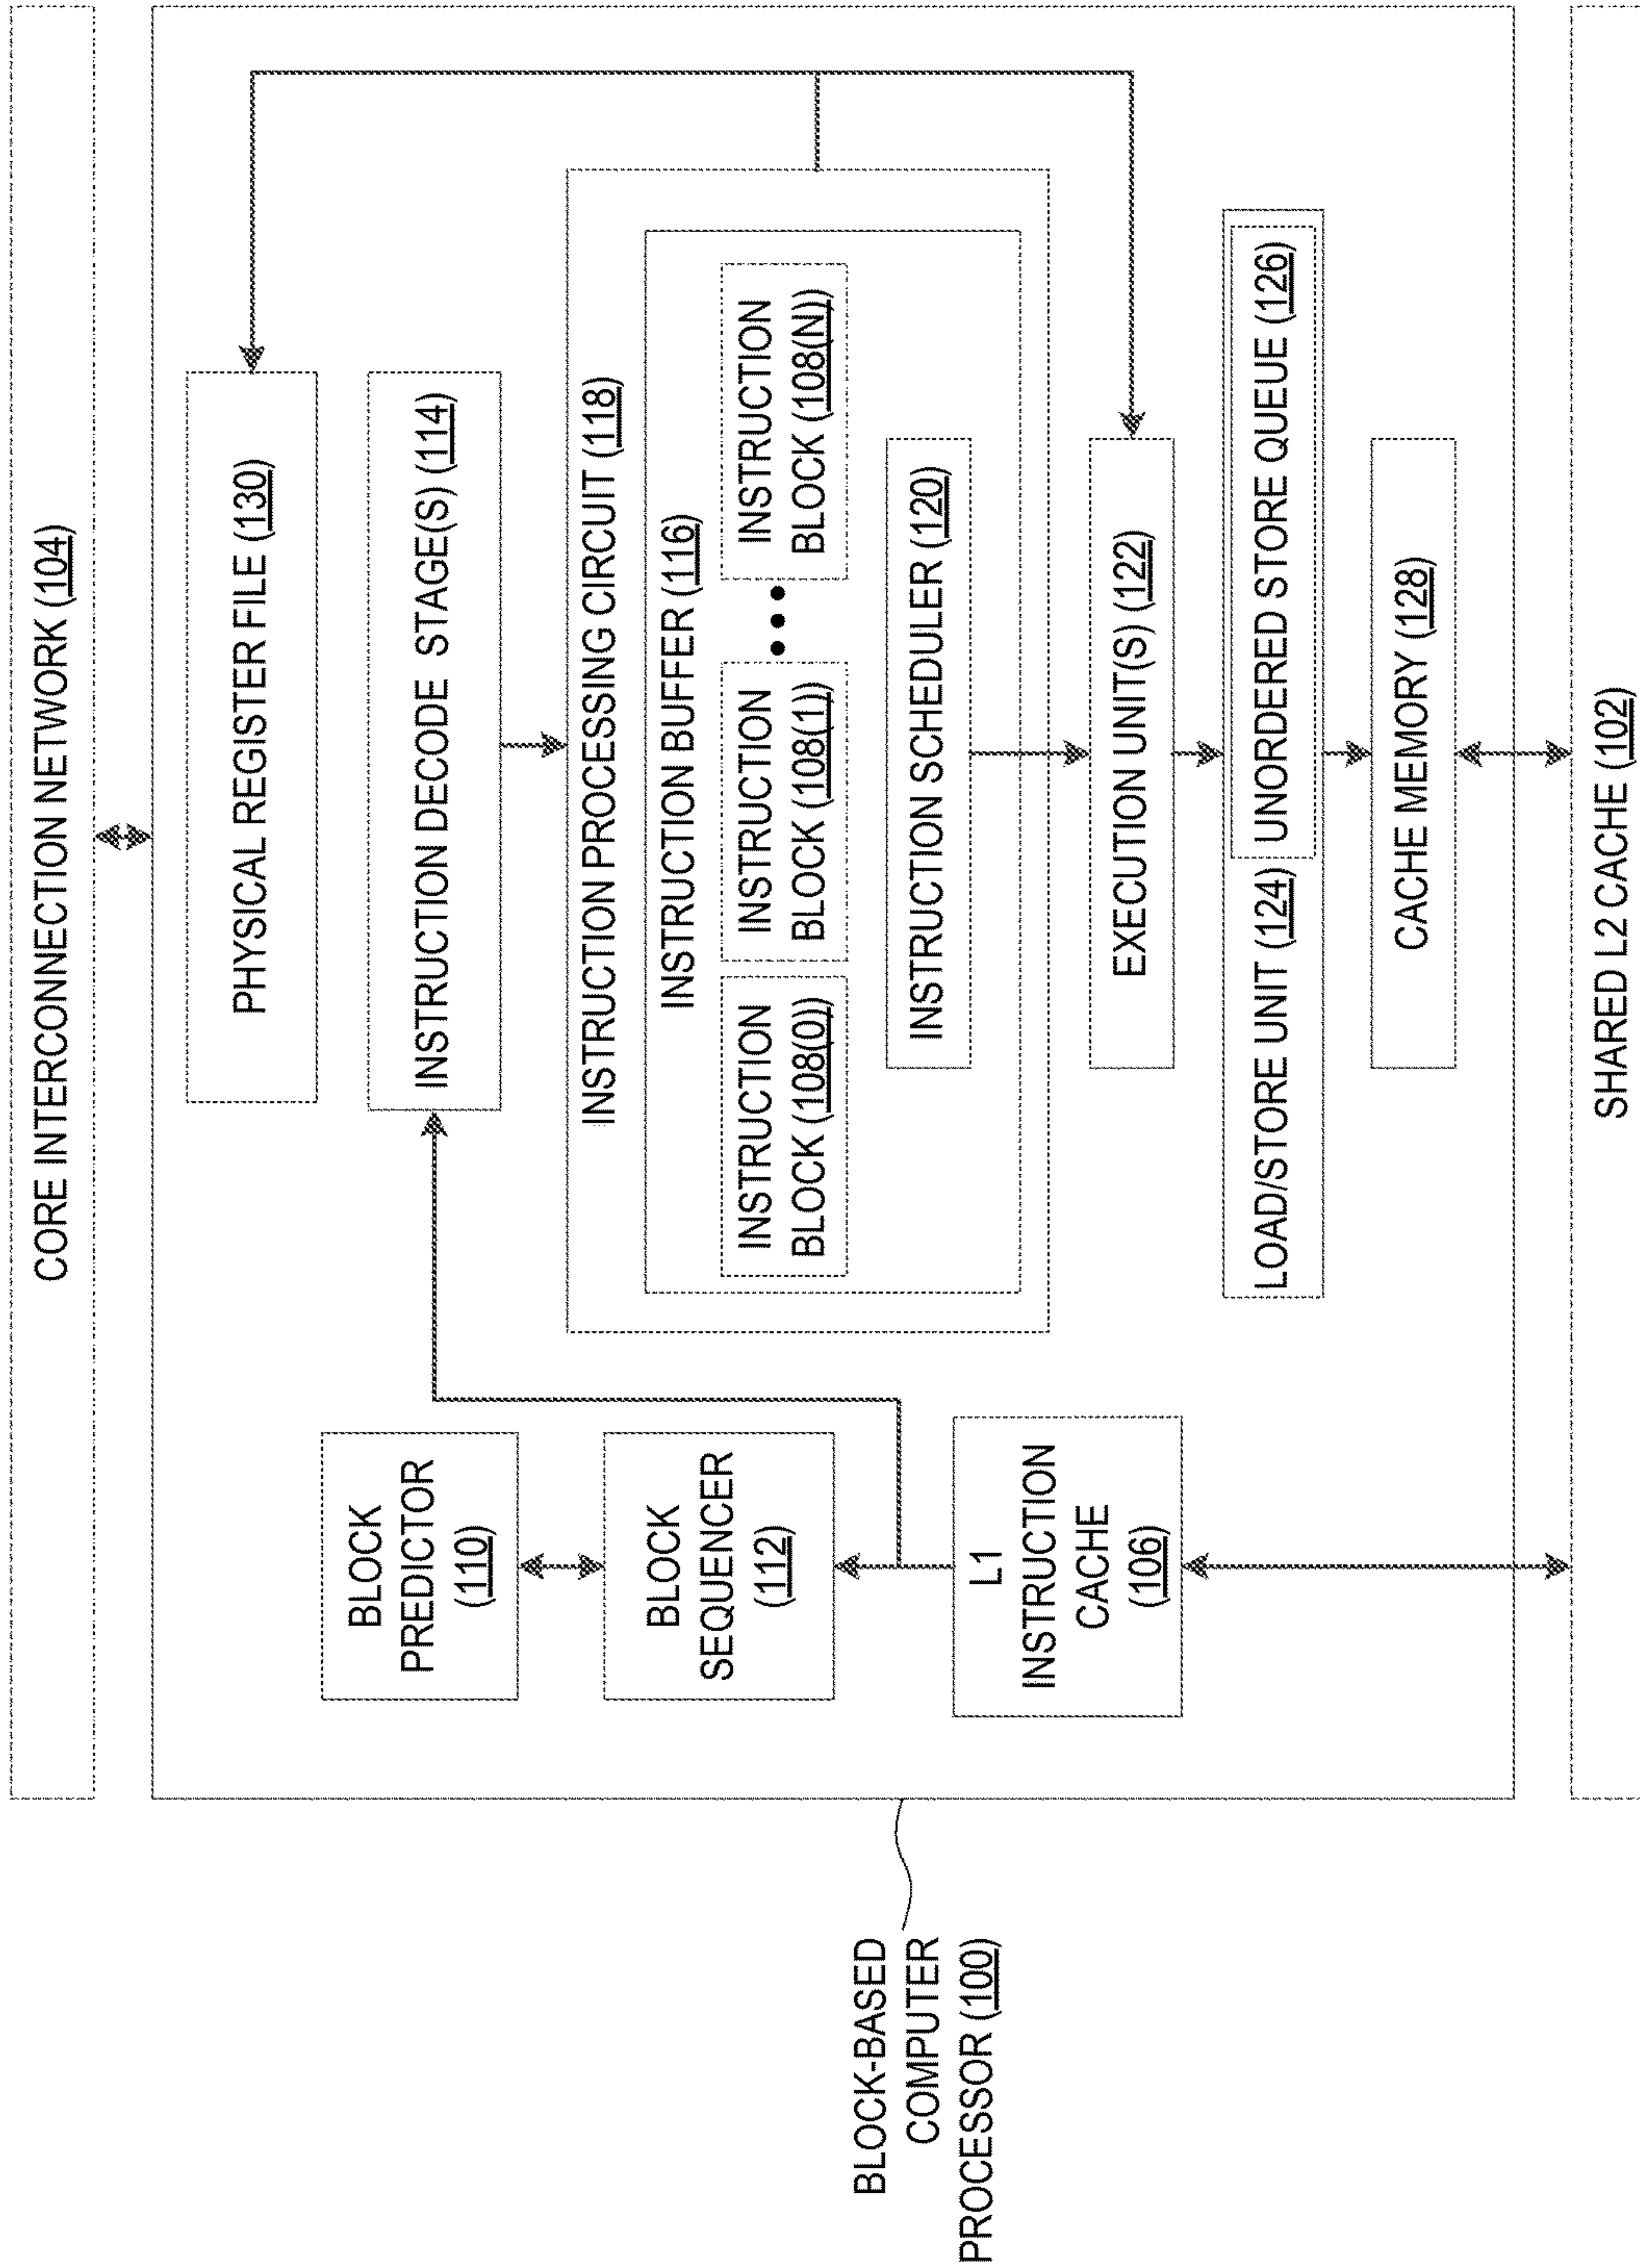 CORE INTERCONNECTION NETWORK (104)
PHYSICAL REGISTER FILE (130)
BLOCK
PREDICTOR
(110)
INSTRUCTION DECODE STAGE(S) (114)
INSTRUCTION PROCESSING CIRCUIT (118)
BLOCK
SEQUENCER
(112)
INSTRUCTION BUFFER (116)
INSTRUCTION
BLOCK (108(0))
INSTRUCTION
BLOCK (108(1))
INSTRUCTION
BLOCK (108(N))
INSTRUCTION SCHEDULER (120)
BLOCK-BASED
COMPUTER
PROCESSOR (100)
L1
INSTRUCTION
CACHE
(106)
EXECUTION UNIT(S) (122)
LOAD/STORE UNIT (124)
UNORDERED STORE QUEUE (126)
CACHE MEMORY (128)
SHARED L2 CACHE (102)